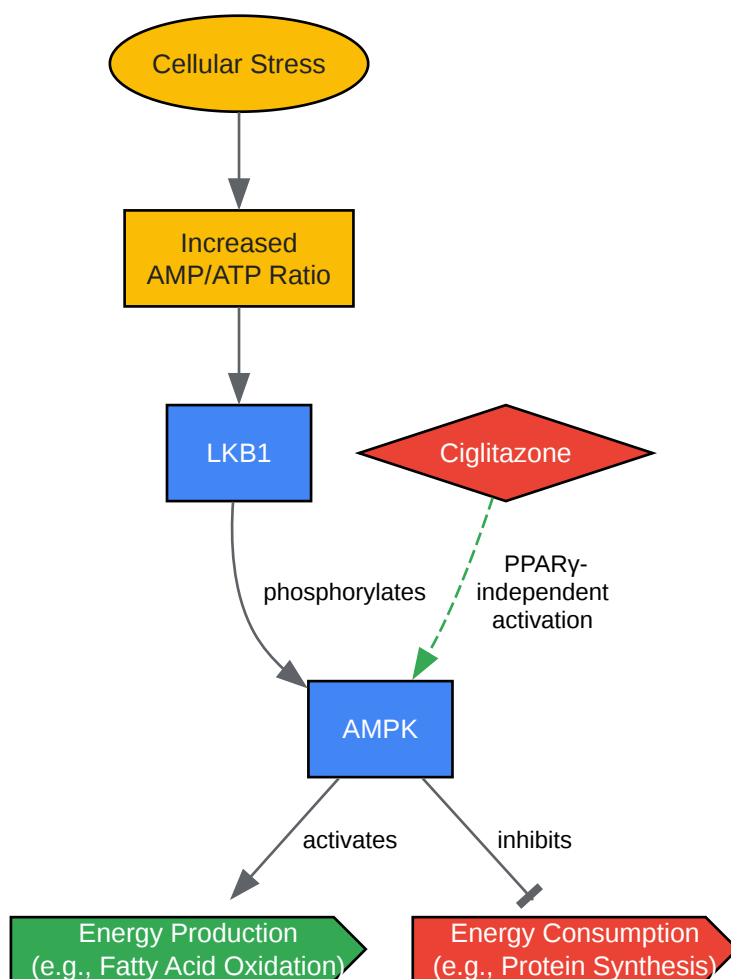 Cellular Stress
Increased
AMP/ATP Ratio
LKB1
Ciglitazone
phosphorylates
PPARγ-
independent
activation
AMPK
activates
inhibits
Energy Production
(e.g., Fatty Acid Oxidation)
Energy Consumption
(e.g., Protein Synthesis)